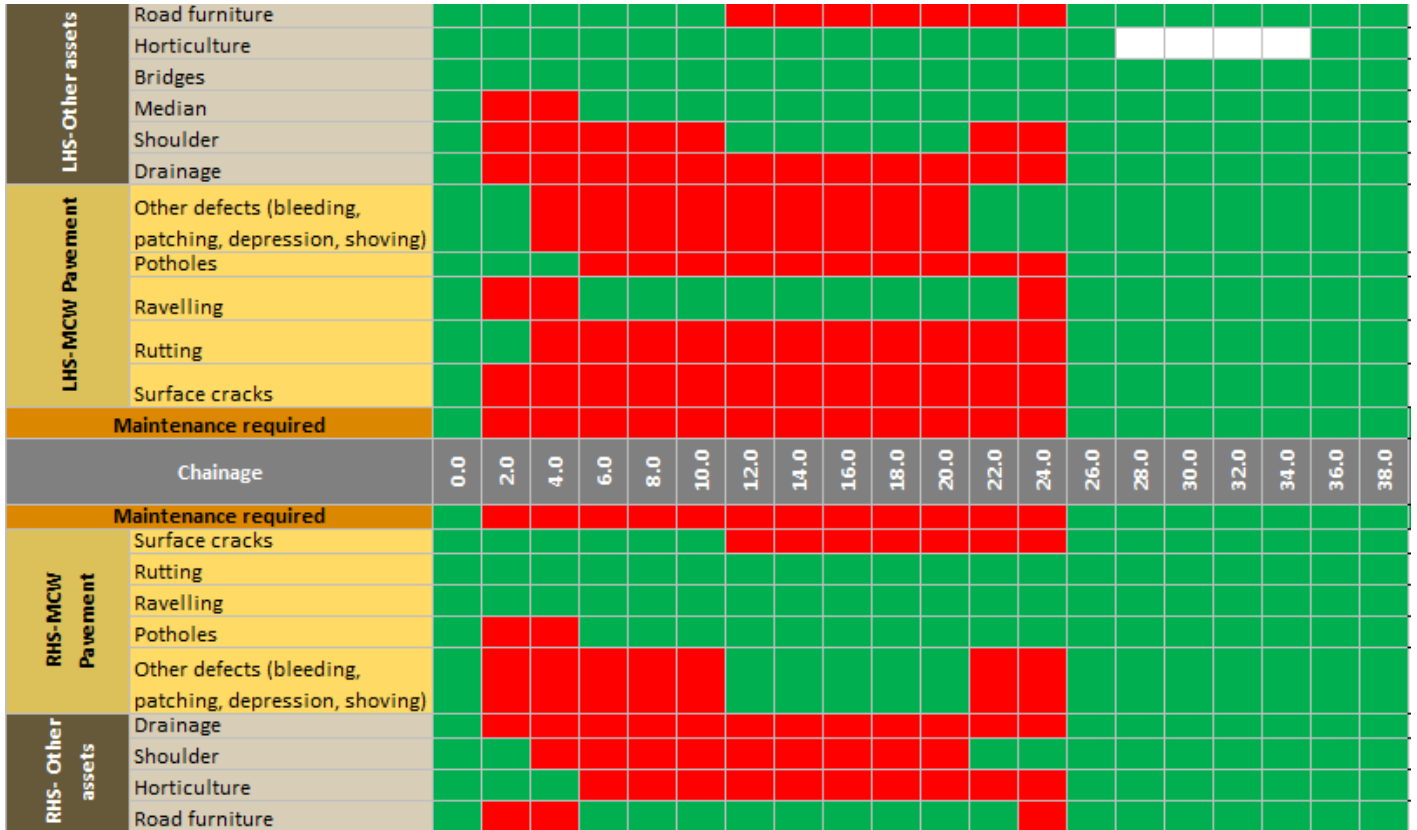 LHS-Other assets
Road furniture
Horticulture
Bridges
Median
Shoulder
Drainage
LHS-MCW Pavement
Other defects (bleeding,
patching, depression, shoving)
Potholes
Ravelling
Rutting
Surface cracks
Maintenance required
Chainage 0.0 2.0 4.0 6.0 8.0 10.0 12.0 14.0 16.0 18.0 20.0 22.0 24.0 26.0 28.0 30.0 32.0 34.0 36.0 38.0
Maintenance required
RHS-MCW
Pavement
Surface cracks
Rutting
Ravelling
Potholes
Other defects (bleeding,
patching, depression, shoving)
RHS- Other
assets
Drainage
Shoulder
Horticulture
Road furniture